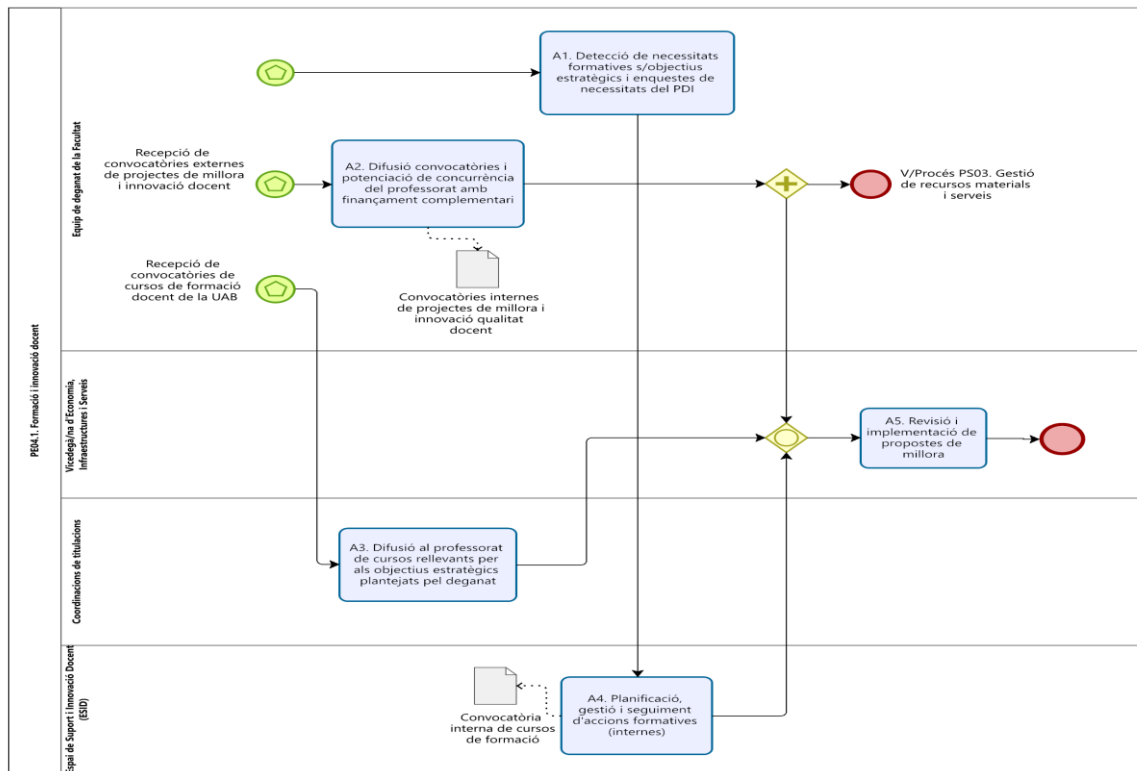 PE04.1. Formació i innovació docent
Equip de deganat de la Facultat
A1. Detecció de necessitats
formatives s/objectius
estratègics i enquestes de
necessitats del PDI
Recepció de
convocatòries externes
de projectes de millora
i innovació docent
A2. Difusió convocatòries i
potenciació de concurrència
del professorat amb
finançament complementari
V/Procés PS03. Gestió
de recursos materials
i serveis
Recepció de
convocatòries de
cursos de formació
docent de la UAB
Convocatòries internes
de projectes de millora i
innovació qualitat
docent
Vicedegà/na d'Economia,
Infraestructures i Serveis
A5. Revisió i
implementació de
propostes de
millora
Coordinacions de titulacions
A3. Difusió al professorat
de cursos rellevants per
als objectius estratègics
plantejats pel deganat
Espai de Suport i Innovació Docent
(ESID)
Convocatòria
interna de cursos
de formació
A4. Planificació,
gestió i seguiment
d'accions formatives
(internes)